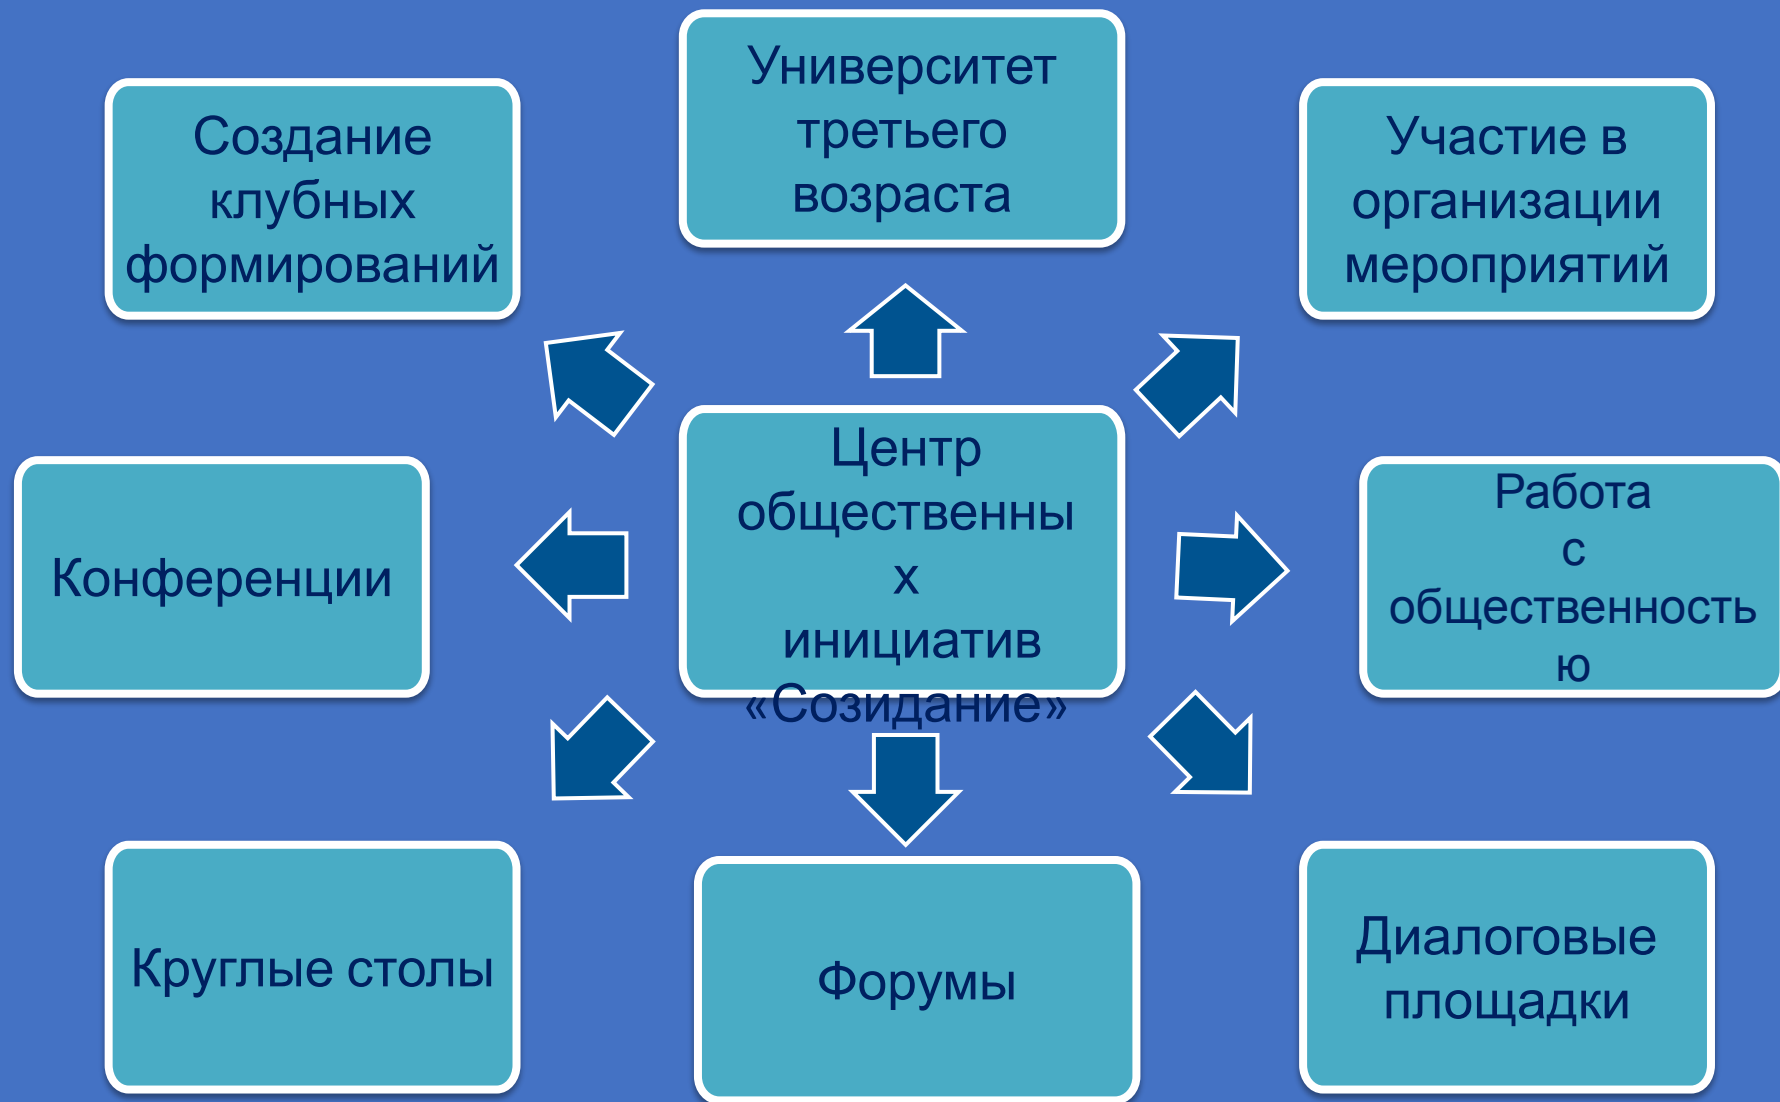 Университет
третьего
возраста
Создание
клубных
формирований
Участие в
организации
мероприятий
Центр
общественны
х
инициатив
«Созидание»
Конференции
Работа
с
общественность
ю
Круглые столы
Форумы
Диалоговые
площадки